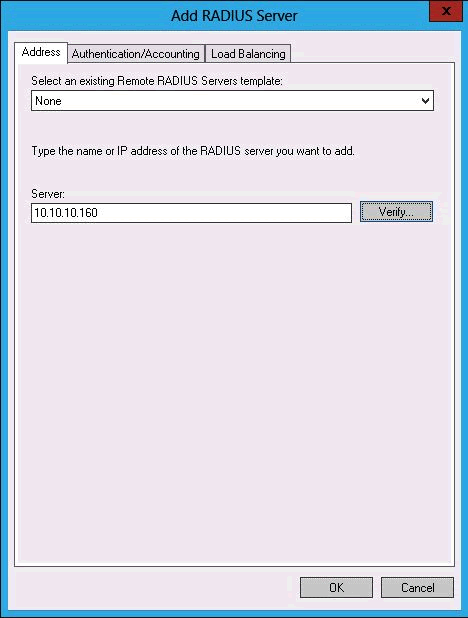 Add RADIUS Server
X
Address Authentication/Accounting Load Balancing
Select an existing Remote RADIUS Servers template:
None
Type the name or IP address of the RADIUS server you want to add.
Server:
10.10.10.160 Verify...
OK Cancel